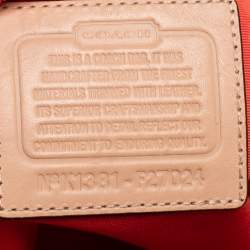 COACH
THIS IS A COACH BAG. IT WAS
HANDCRAFTED FROM THE FINEST
MATERIALS TRIMMED WITH LEATHER.
ITS SUPERIOR CRAFTSMANSHIP AND
ATTENTION TO DETAIL REFLECT OUR
COMMITMENT TO ENDURING QUALITY.
Nº K1381-F27024